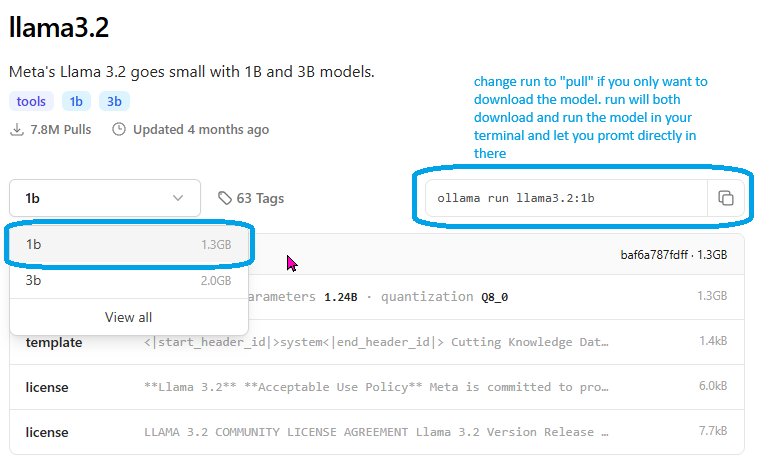 llama3.2
Meta's Llama 3.2 goes small with 1B and 3B models.
tools 1b 3b
7.8M Pulls Updated 4 months ago
change run to "pull" if you only want to
download the model. run will both
download and run the model in your
terminal and let you promt directly in
there
1b
63 Tags
ollama run llama3.2:1b
1b 1.3GB
3b 2.0GB
View all
baf6a787fdff · 1.3GB
1.24B · quantization Q8_0 1.3GB
template <|start_header_id|>system<|end_header_id|> Cutting Knowledge Dat… 1.4kB
license **Llama 3.2** **Acceptable Use Policy** Meta is committed to pro… 6.0kB
license LLAMA 3.2 COMMUNITY LICENSE AGREEMENT Llama 3.2 Version Release … 7.7kB